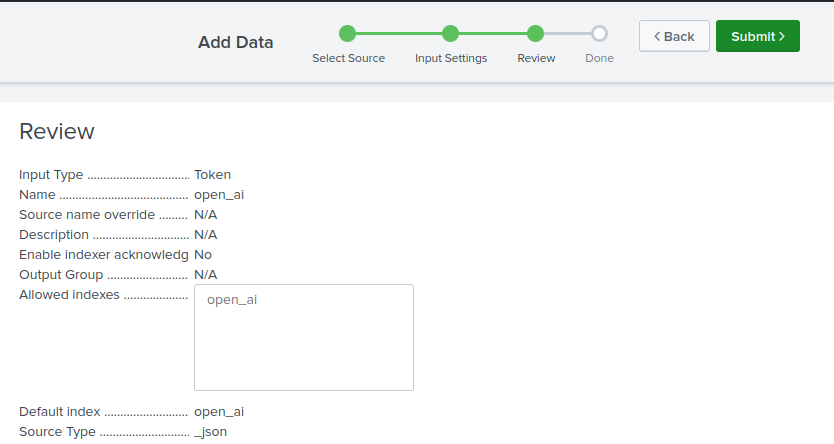 Add Data
Select Source
Input Settings
Review
Done
< Back
Submit >
Review
Input Type ................................ Token
Name ........................................ open_ai
Source name override .......... N/A
Description .............................. N/A
Enable indexer acknowledg No
Output Group .......................... N/A
Allowed indexes .................... open_ai
Default index .......................... open_ai
Source Type ............................ _json